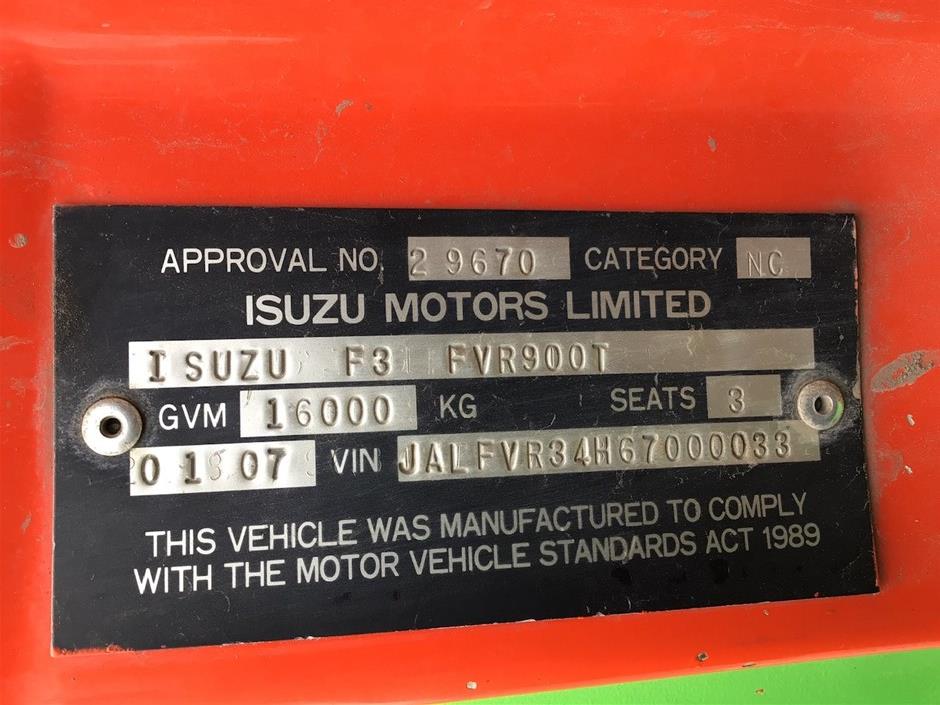 APPROVAL NO. 29670 CATEGORY NC
ISUZU MOTORS LIMITED
ISUZU F3 FVR900T
GVM 16000 KG SEATS 3
01 07 VIN JALFVR34H67000033
THIS VEHICLE WAS MANUFACTURED TO COMPLY
WITH THE MOTOR VEHICLE STANDARDS ACT 1989